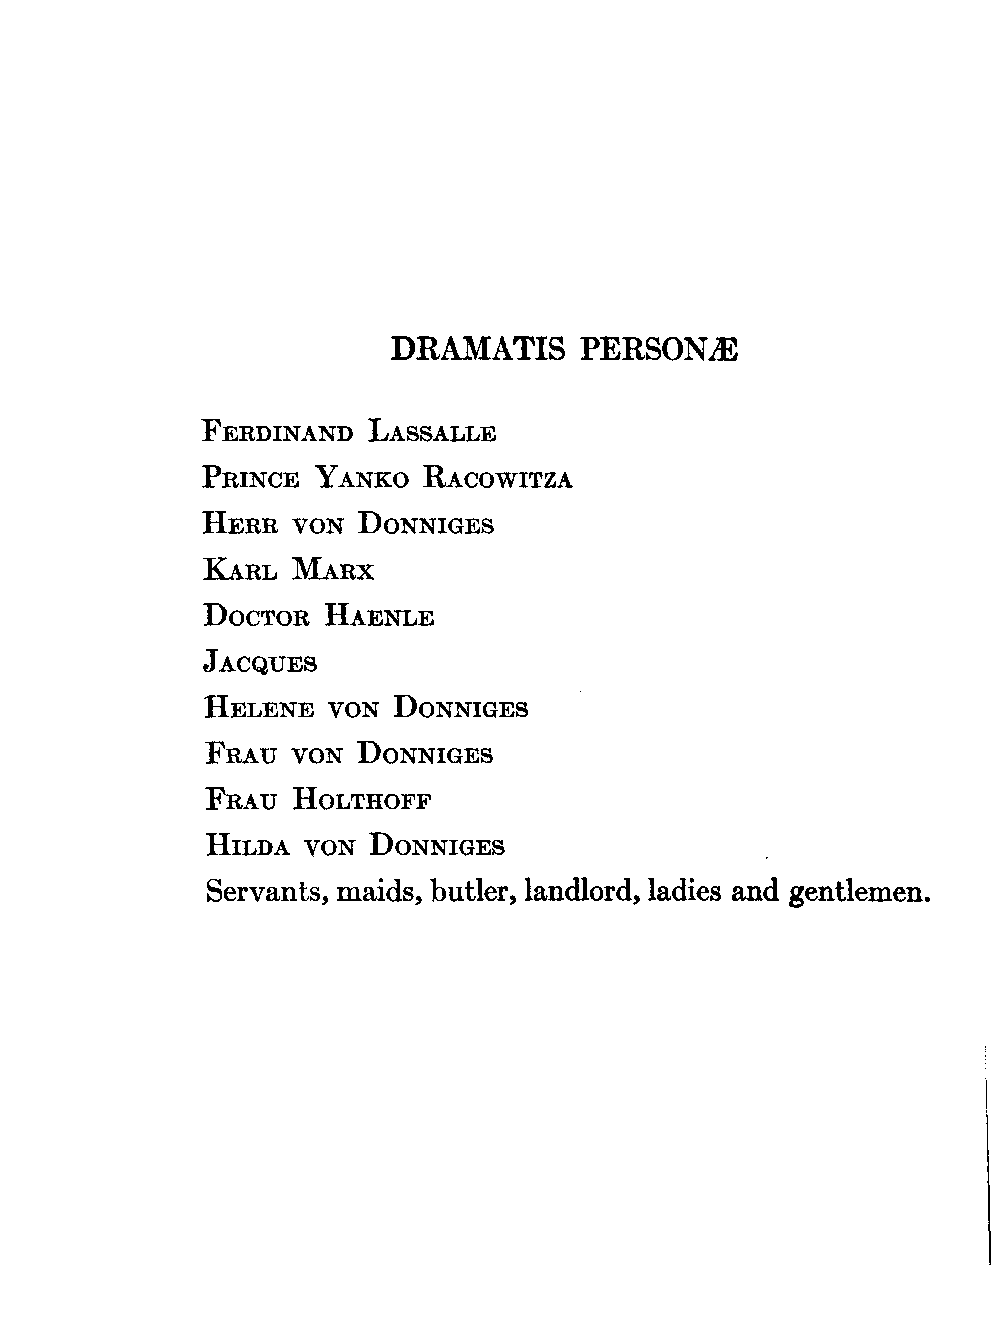 DRAMATIS PERSONÆ
Ferdinand Lassalle
Prince Yanko Racowitza
Herr von Donniges
Karl Marx
Doctor Haenle
Jacques
Helene von Donniges
Frau von Donniges
Frau Holthoff
Hilda von Donniges
Servants, maids, butler, landlord, ladies and gentlemen.